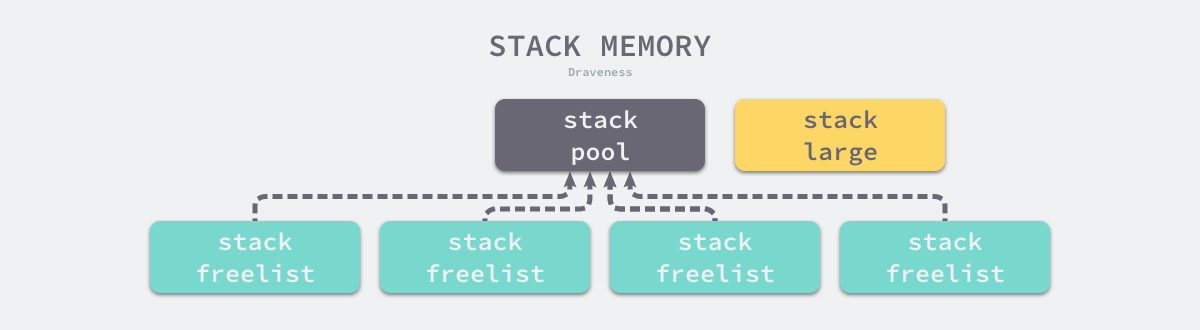 STACK MEMORY
Draveness
stack
pool
stack
large
stack
freelist
stack
freelist
stack
freelist
stack
freelist